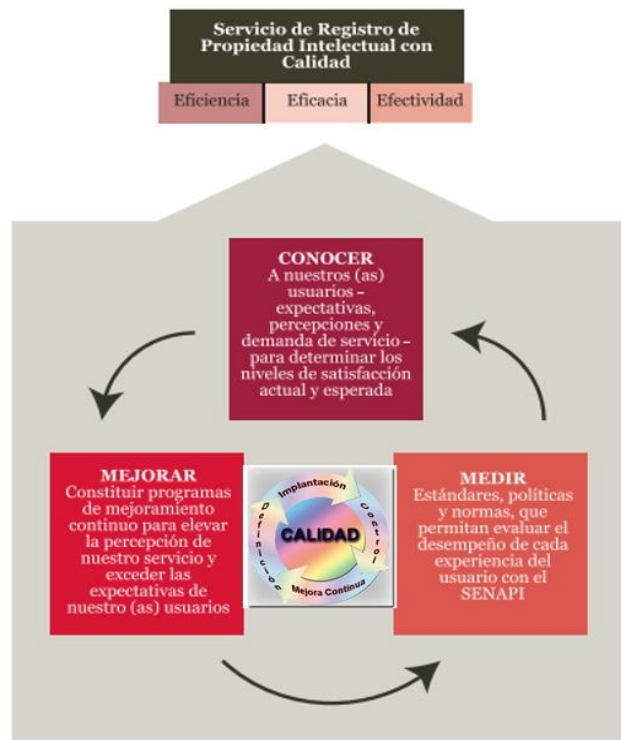 Servicio de Registro de
Propiedad Intelectual con
Calidad
Eficiencia
Eficacia
Efectividad
CONOCER
A nuestros (as)
usuarios –
expectativas,
percepciones y
demanda de servicio –
para determinar los
niveles de satisfacción
actual y esperada
MEJORAR
Constituir programas
de mejoramiento
continuo para elevar
la percepción de
nuestro servicio y
exceder las
expectativas de
nuestro (as) usuarios
Implantación
Control
Mejora Continua
Definición
CALIDAD
MEDIR
Estándares, políticas
y normas, que
permitan evaluar el
desempeño de cada
experiencia del
usuario con el
SENAPI